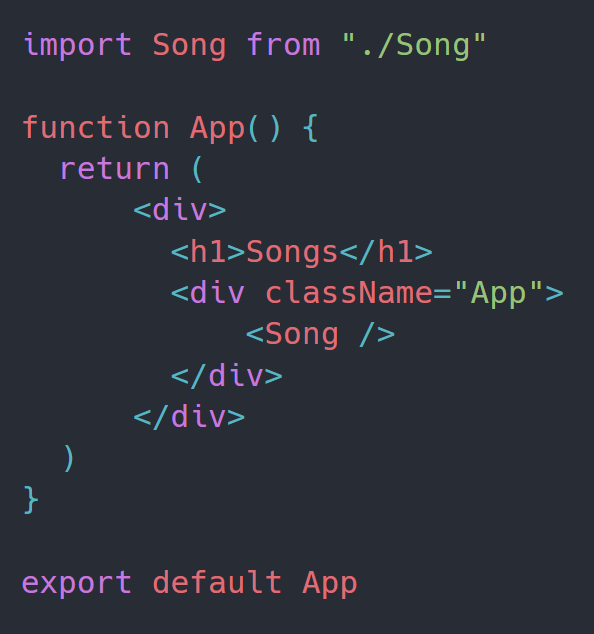 import Song from "./Song"

function App() {
  return (
      <div>
        <h1>Songs</h1>
        <div className="App">
            <Song />
        </div>
      </div>
  )
}

export default App